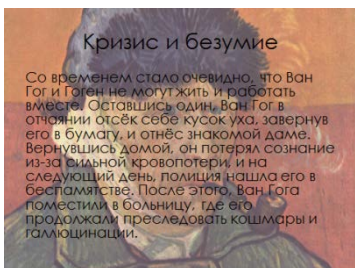 Кризис и безумие
Со временем стало очевидно, что Ван
Гог и Гоген не могут жить и работать
вместе. Оставшись один, Ван Гог в
отчаянии отсёк себе кусок уха, завернув
его в бумагу, и отнёс знакомой даме.
Вернувшись домой, он потерял сознание
из-за сильной кровопотери, и на
следующий день, полиция нашла его в
беспамятстве. После этого, Ван Гога
поместили в больницу, где его
продолжали преследовать кошмары и
галлюцинации.